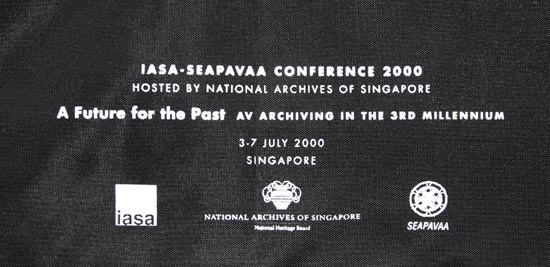 IASA-SEAPAVAA CONFERENCE 2000
HOSTED BY NATIONAL ARCHIVES OF SINGAPORE
A Future for the Past AV ARCHIVING IN THE 3RD MILLENNIUM
3-7 JULY 2000
SINGAPORE
iasa
NATIONAL ARCHIVES OF SINGAPORE
National Heritage Board
SEAPAVAA